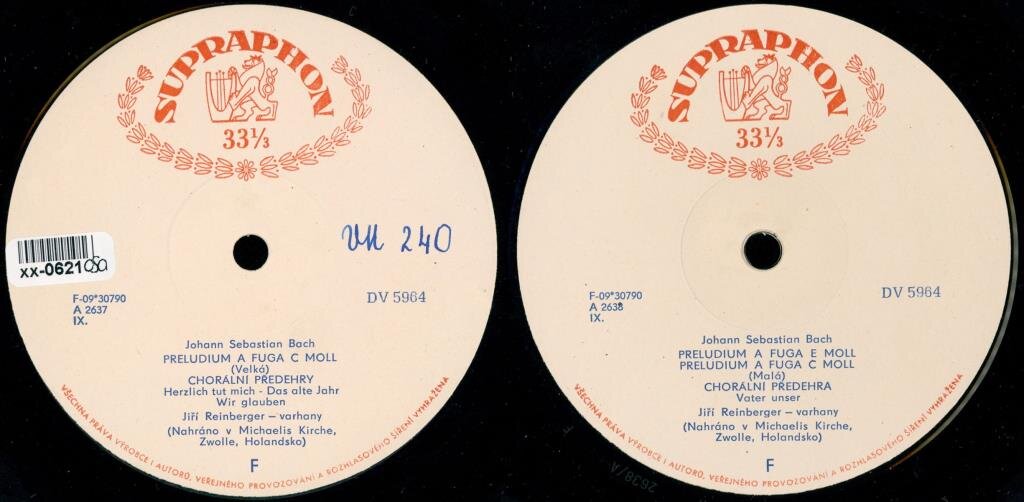 SUPRAPHON
33⅓
VH 240
xx-0621
F-09*30790
A 2637
IX.
DV 5964
Johann Sebastian Bach
PRELUDIUM A FUGA C MOLL
(Velká)
CHORÁLNÍ PŘEDEHRY
Herzlich tut mich - Das alte Jahr
Wir glauben
Jiří Reinberger – varhany
(Nahráno v Michaelis Kirche,
Zwolle, Holandsko)
F
VŠECHNA PRÁVA VÝROBCE I AUTORŮ, VEŘEJNÉHO PROVOZOVÁNÍ A ROZHLASOVÉHO ŠÍŘENÍ VYHRAŽENA
SUPRAPHON
33⅓
F-09*30790
A 2638
IX.
DV 5964
Johann Sebastian Bach
PRELUDIUM A FUGA E MOLL
PRELUDIUM A FUGA C MOLL
(Malá)
CHORÁLNÍ PŘEDEHRA
Vater unser
Jiří Reinberger – varhany
(Nahráno v Michaelis Kirche,
Zwolle, Holandsko)
F
VŠECHNA PRÁVA VÝROBCE I AUTORŮ, VEŘEJNÉHO PROVOZOVÁNÍ A ROZHLASOVÉHO ŠÍŘENÍ VYHRAŽENA
2638/A